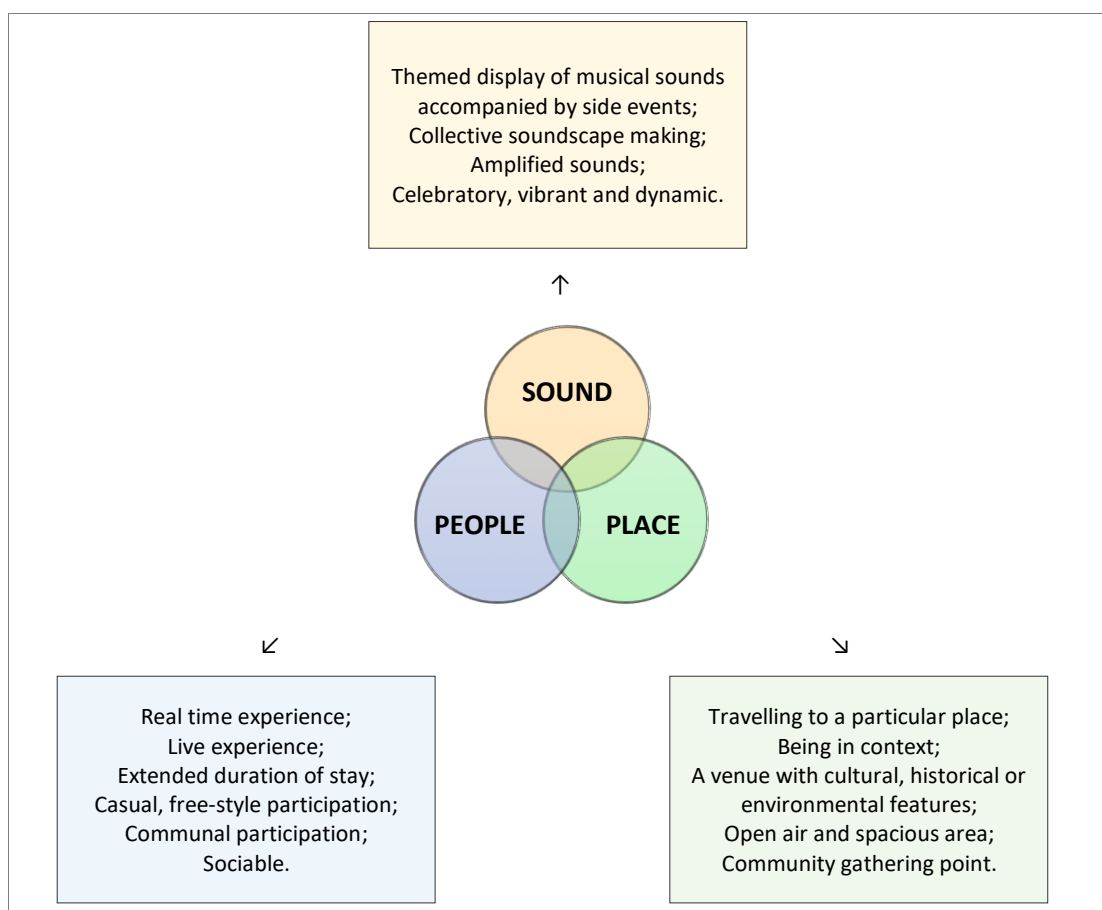 Themed display of musical sounds
accompanied by side events;
Collective soundscape making;
Amplified sounds;
Celebratory, vibrant and dynamic.
↑
SOUND
PEOPLE PLACE
↙ ↘
Real time experience;
Live experience;
Extended duration of stay;
Casual, free-style participation;
Communal participation;
Sociable.
Travelling to a particular place;
Being in context;
A venue with cultural, historical or
environmental features;
Open air and spacious area;
Community gathering point.